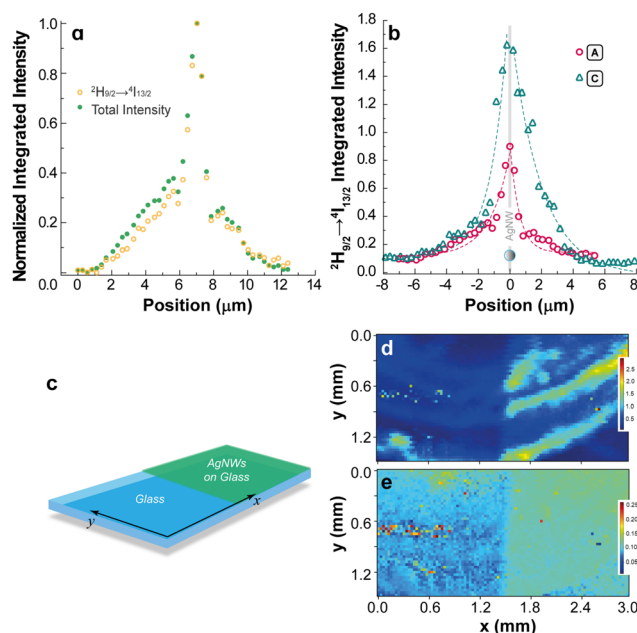 a
Normalized Integrated Intensity
1.0
0.8
0.6
0.4
0.2
0.0
²H₉/₂→⁴I₁₃/₂
Total Intensity
0 2 4 6 8 10 12 14
Position (μm)
b
²H₉/₂→⁴I₁₃/₂ Integrated Intensity
1.8
1.6
1.4
1.2
1.0
0.8
0.6
0.4
0.2
0.0
A
C
AgNW
-8 -6 -4 -2 0 2 4 6 8
Position (μm)
c
Glass
AgNWs
on Glass
y
x
d
y (mm)
0.0
0.6
1.2
2.5
2.0
1.5
1.0
0.5
e
y (mm)
0.0
0.6
1.2
0.25
0.20
0.15
0.10
0.05
0.0 0.6 1.2 1.8 2.4 3.0
x (mm)